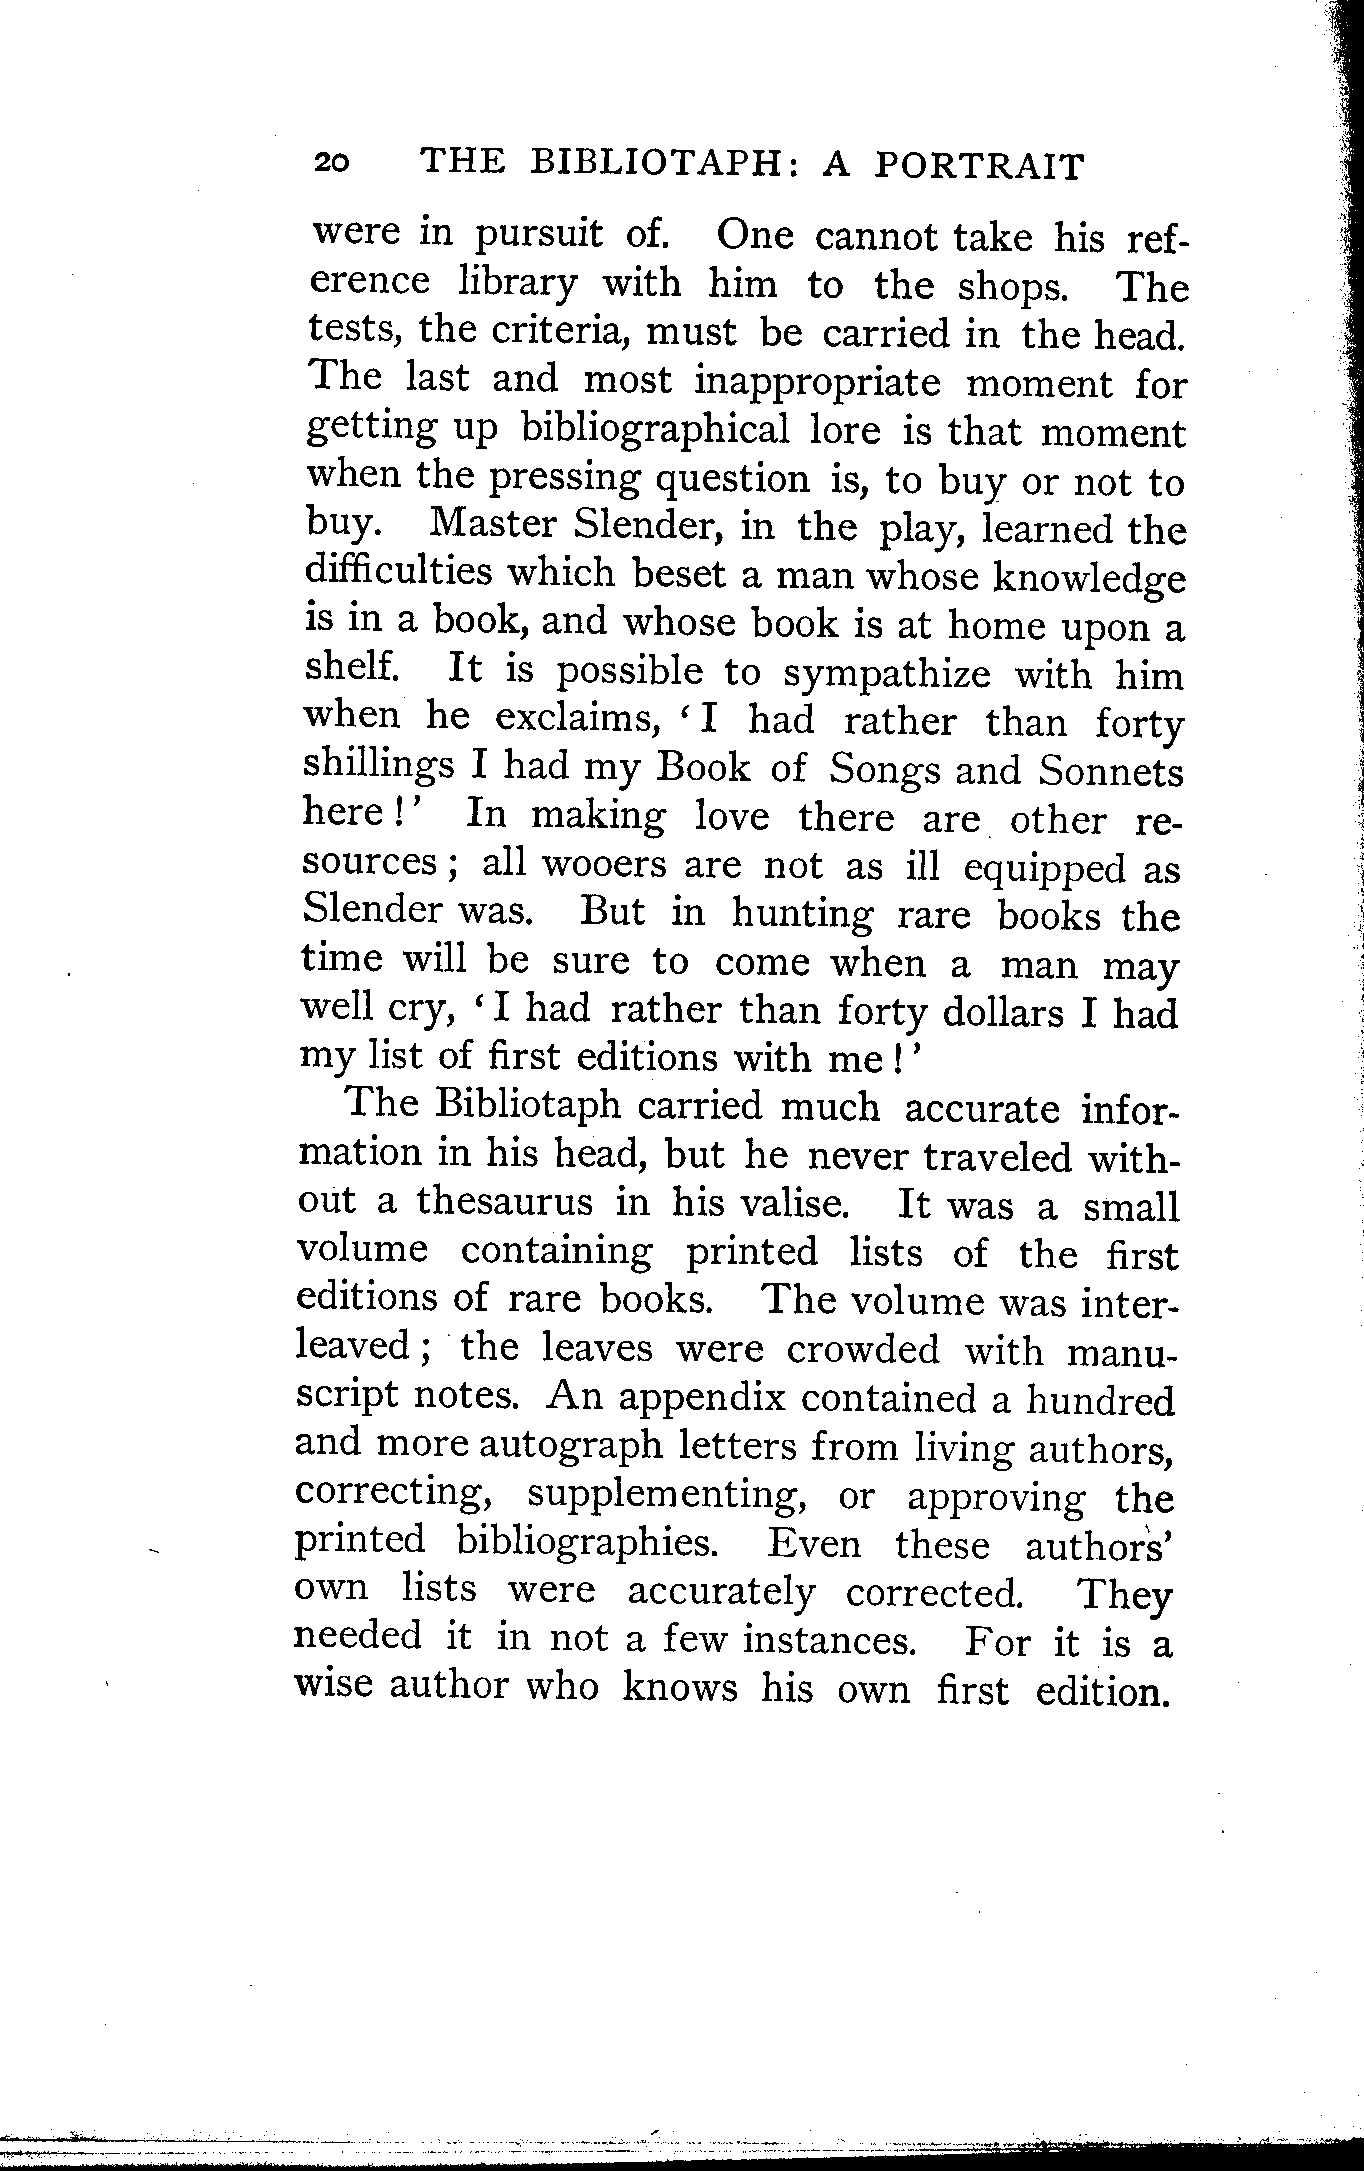 20 THE BIBLIOTAPH: A PORTRAIT
were in pursuit of. One cannot take his ref-
erence library with him to the shops. The
tests, the criteria, must be carried in the head.
The last and most inappropriate moment for
getting up bibliographical lore is that moment
when the pressing question is, to buy or not to
buy. Master Slender, in the play, learned the
difficulties which beset a man whose knowledge
is in a book, and whose book is at home upon a
shelf. It is possible to sympathize with him
when he exclaims, ‘I had rather than forty
shillings I had my Book of Songs and Sonnets
here!’ In making love there are other re-
sources; all wooers are not as ill equipped as
Slender was. But in hunting rare books the
time will be sure to come when a man may
well cry, ‘I had rather than forty dollars I had
my list of first editions with me!’
The Bibliotaph carried much accurate infor-
mation in his head, but he never traveled with-
out a thesaurus in his valise. It was a small
volume containing printed lists of the first
editions of rare books. The volume was inter-
leaved; the leaves were crowded with manu-
script notes. An appendix contained a hundred
and more autograph letters from living authors,
correcting, supplementing, or approving the
printed bibliographies. Even these authors’
own lists were accurately corrected. They
needed it in not a few instances. For it is a
wise author who knows his own first edition.